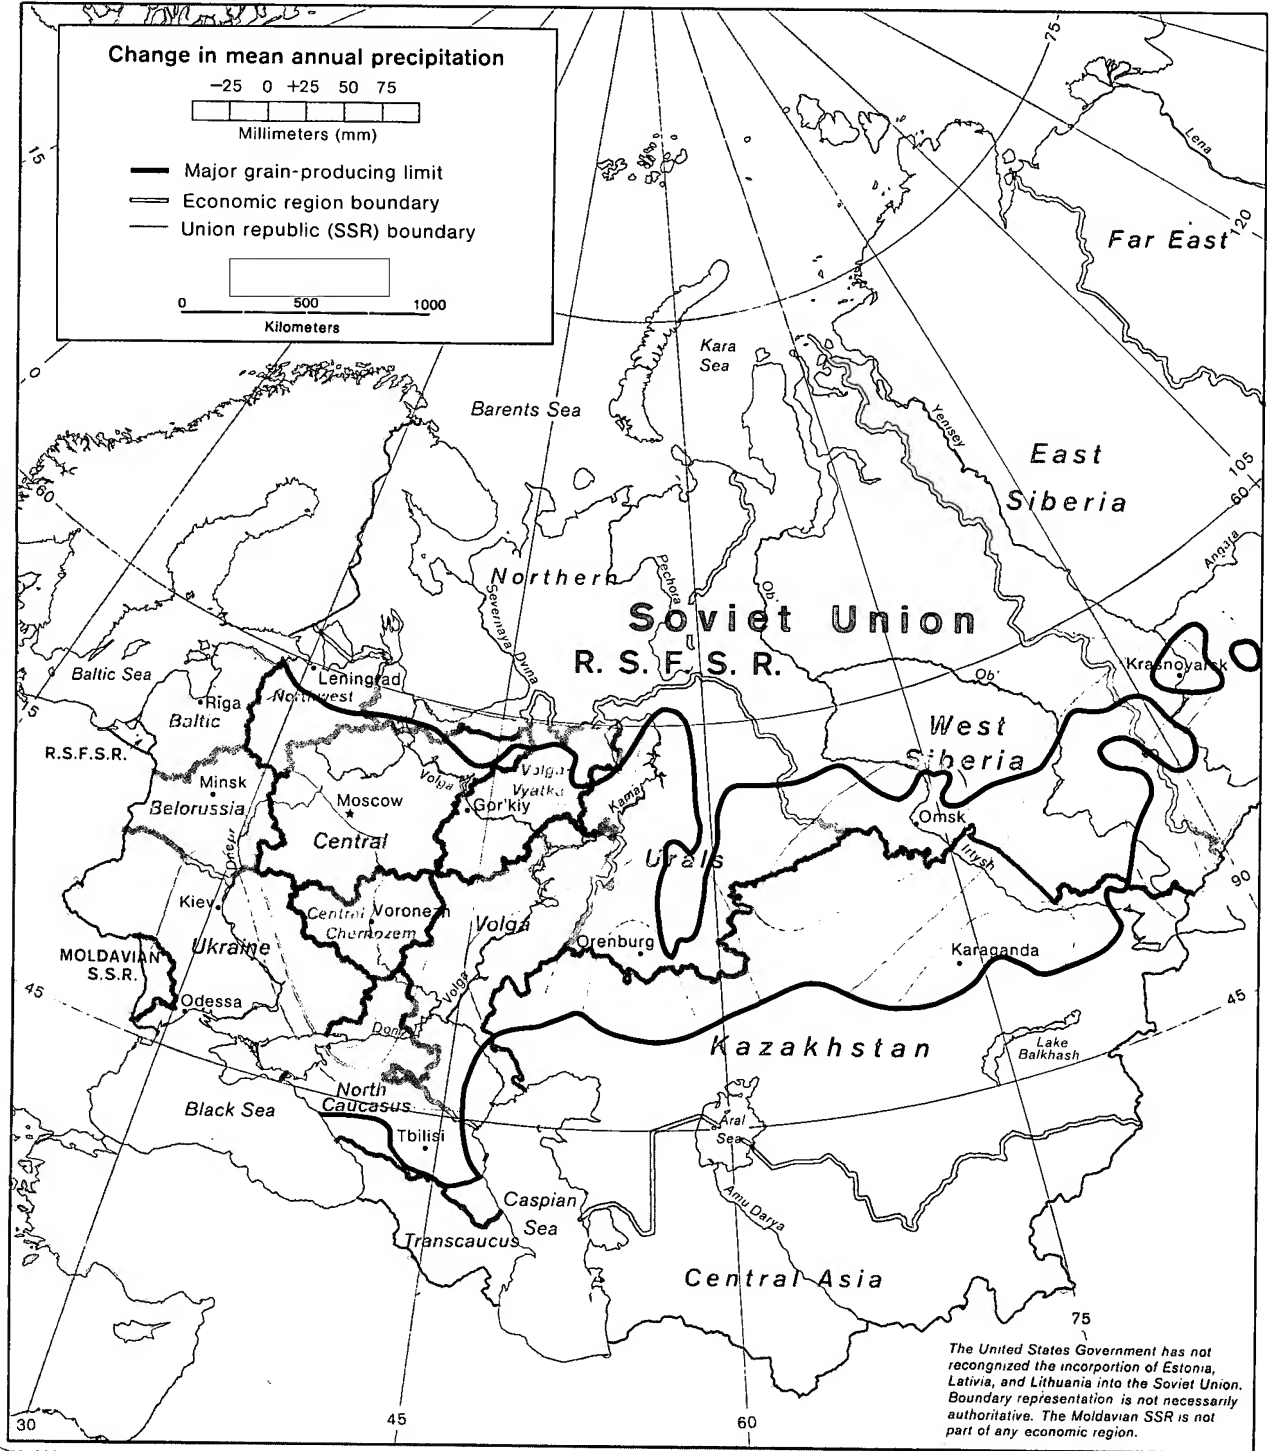 Change in mean annual precipitation
−25 0 +25 50 75
Millimeters (mm)
Major grain-producing limit
Economic region boundary
Union republic (SSR) boundary
0 500 1000
Kilometers
75
15
Lena
120
Far East
Kara
Sea
0
Barents Sea
Yenisey
East
Siberia
105
60
60
Angara
Northern
Pechora
Ob'
Severnaya Dvina
Soviet Union
R. S. F. S. R.
Baltic Sea
Leningrad
Northwest
Krasnoyarsk
Ob'
15
Riga
Baltic
West
Siberia
R.S.F.S.R.
Minsk
Belorussia
Volga
Volga
Vyatka
Gor'kiy
Kama
Moscow
Central
Omsk
Irtysh
Dnepr
Urals
90
Kiev
Central
Chernozem
Voronezh
Volga
Orenburg
Ukraine
Karaganda
MOLDAVIAN
S.S.R.
Volga
45
Odessa
45
Don
Kazakhstan
Lake
Balkhash
North
Caucasus
Black Sea
Aral
Sea
Tbilisi
Caspian
Sea
Amu Darya
Transcaucus
Central Asia
75
The United States Government has not
recongnized the incorportion of Estonia,
Lativia, and Lithuania into the Soviet Union.
Boundary representation is not necessarily
authoritative. The Moldavian SSR is not
part of any economic region.
30
45
60